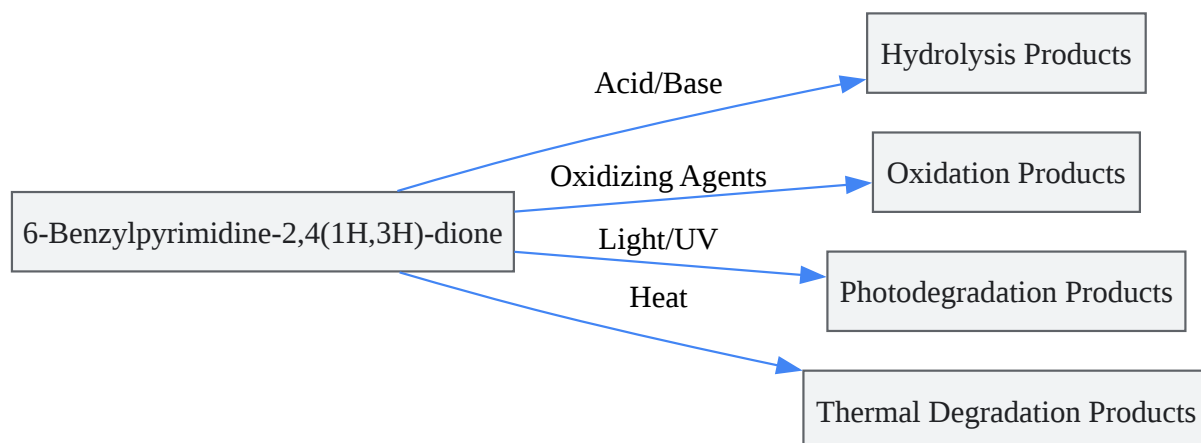 Hydrolysis Products
Acid/Base
Oxidation Products
Oxidizing Agents
6-Benzylpyrimidine-2,4(1H,3H)-dione
Light/UV
Photodegradation Products
Heat
Thermal Degradation Products